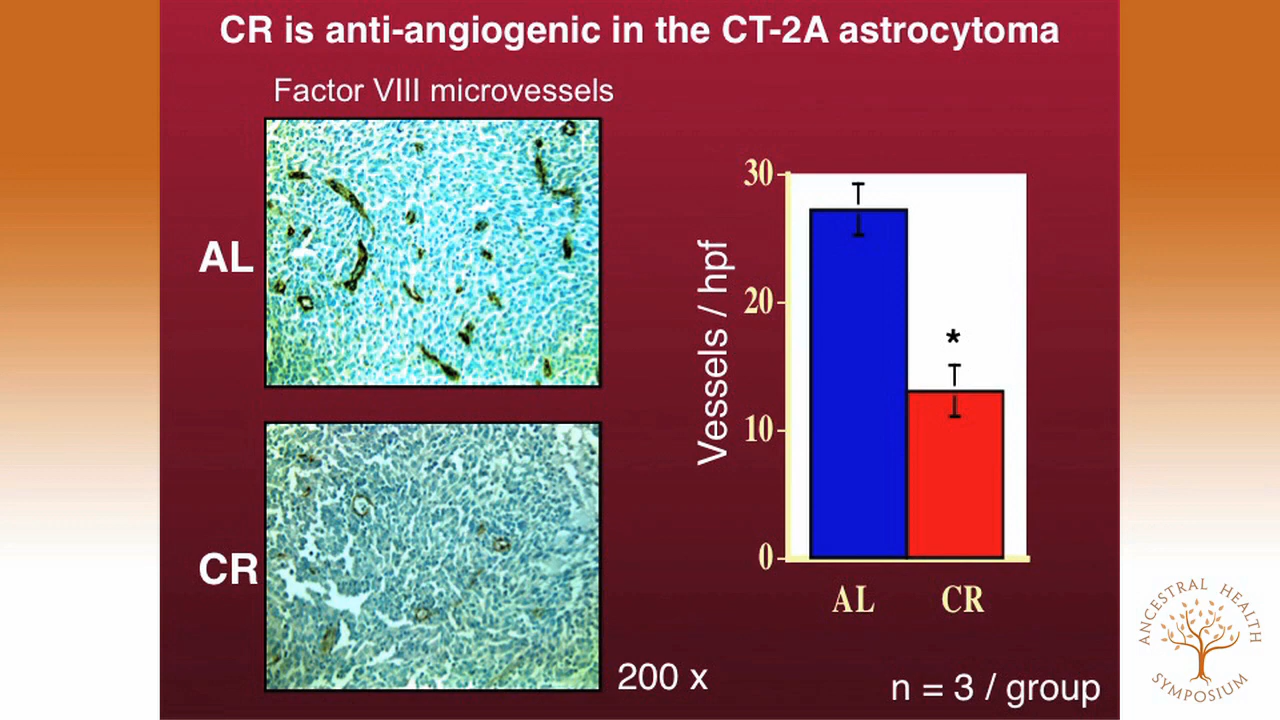 CR is anti-angiogenic in the CT-2A astrocytoma
Factor VIII microvessels
AL
CR
200 x
Vessels / hpf
30
20
10
0
*
AL CR
n = 3 / group
ANCESTRAL HEALTH
SYMPOSIUM